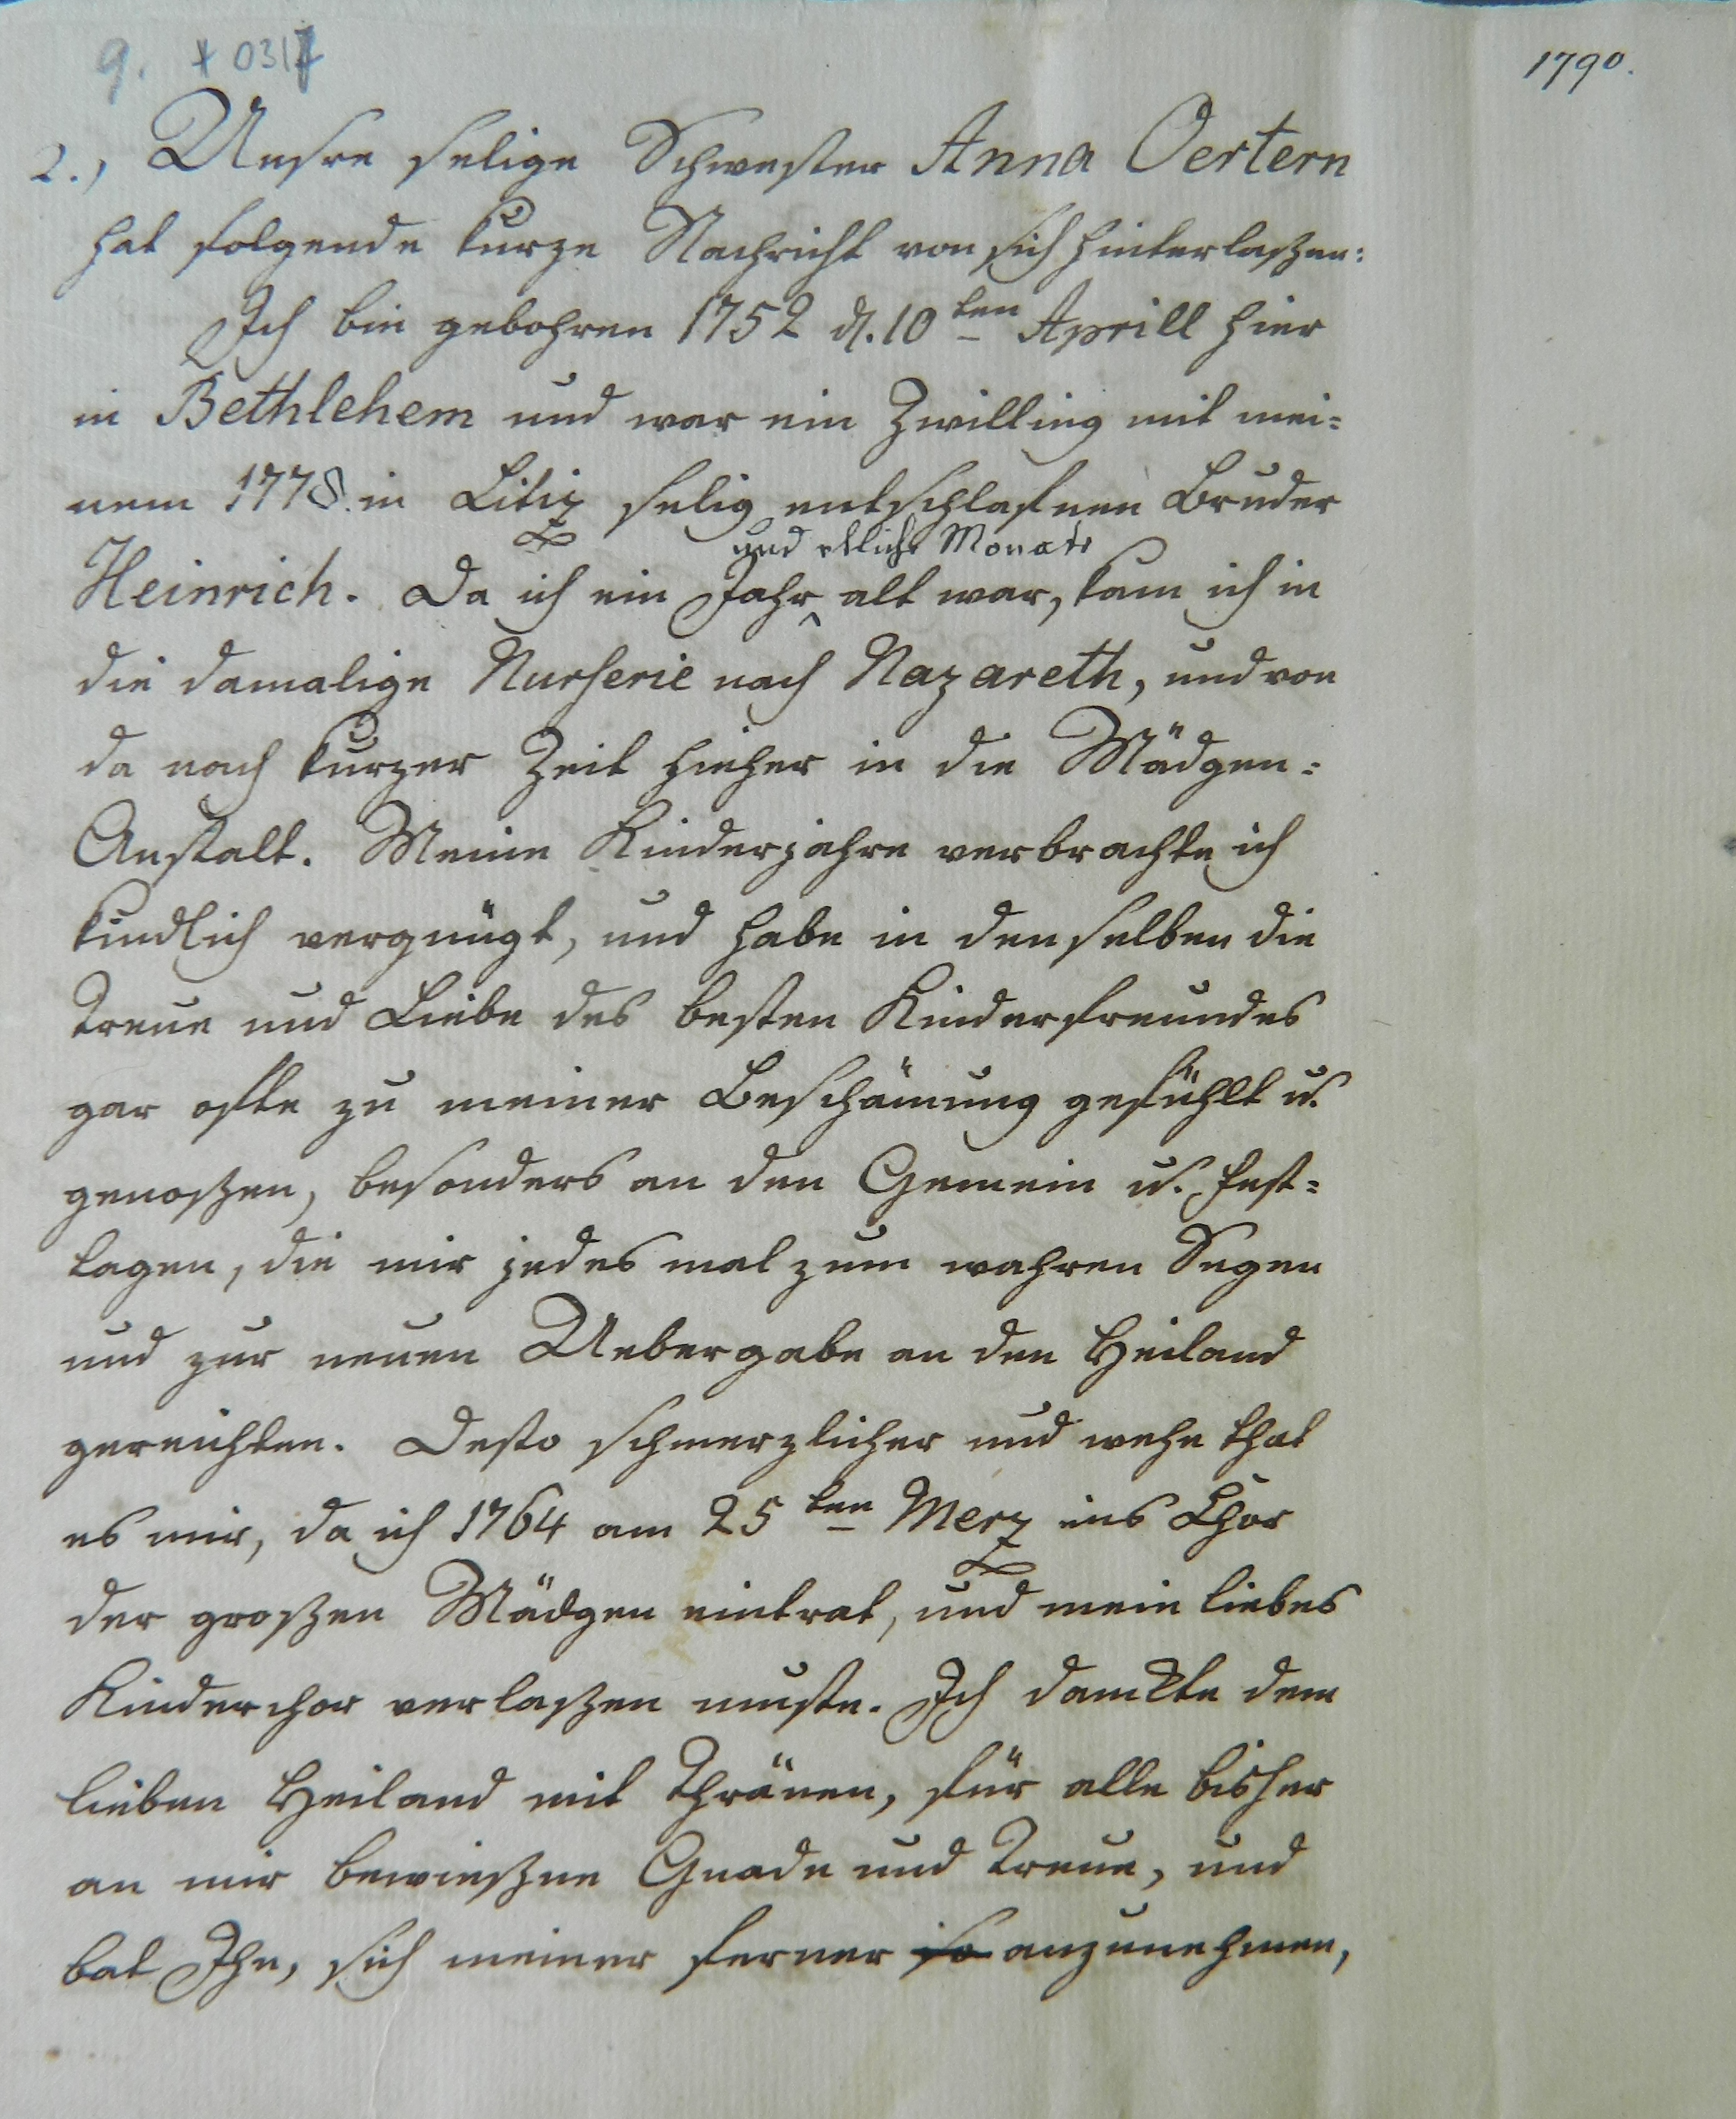 9. * 0317
1790.
2., Unsre selige Schwester Anna Oertern
hat folgende kurze Nachricht von sich hinterlaßen:
Ich bin gebohren 1752 d. 10ten Aprill hier
in Bethlehem und war ein Zwilling mit mei=
nem 1778. in Litiz selig entschlafnen Bruder
und etliche Monate
Heinrich. Da ich ein Jahr alt war, kam ich in
die damalige Nurserie nach Nazareth, und von
da nach kurzer Zeit hieher in die Mädgen=
Anstalt. Meine Kinderjahre verbrachte ich
kindlich vergnügt, und habe in denselben die
Treue und Liebe des besten Kinderfreundes
gar ofte zu meiner Beschämung gefühlt u.
genoßen, besonders an den Gemein u. Fest=
tagen, die mir jedes mal zum wahren Segen
und zur neuen Uebergabe an den Heiland
gereichten. Desto schmerzlicher und wehe that
es mir, da ich 1764 am 25ten Merz ins Chor
der großen Mädgen eintrat, und mein liebes
Kinderchor verlaßen muste. Ich danckte dem
lieben Heiland mit Thränen, für alle bisher
an mir bewießne Gnade und Treue, und
bat Ihn, sich meiner ferner so anzunehmen,